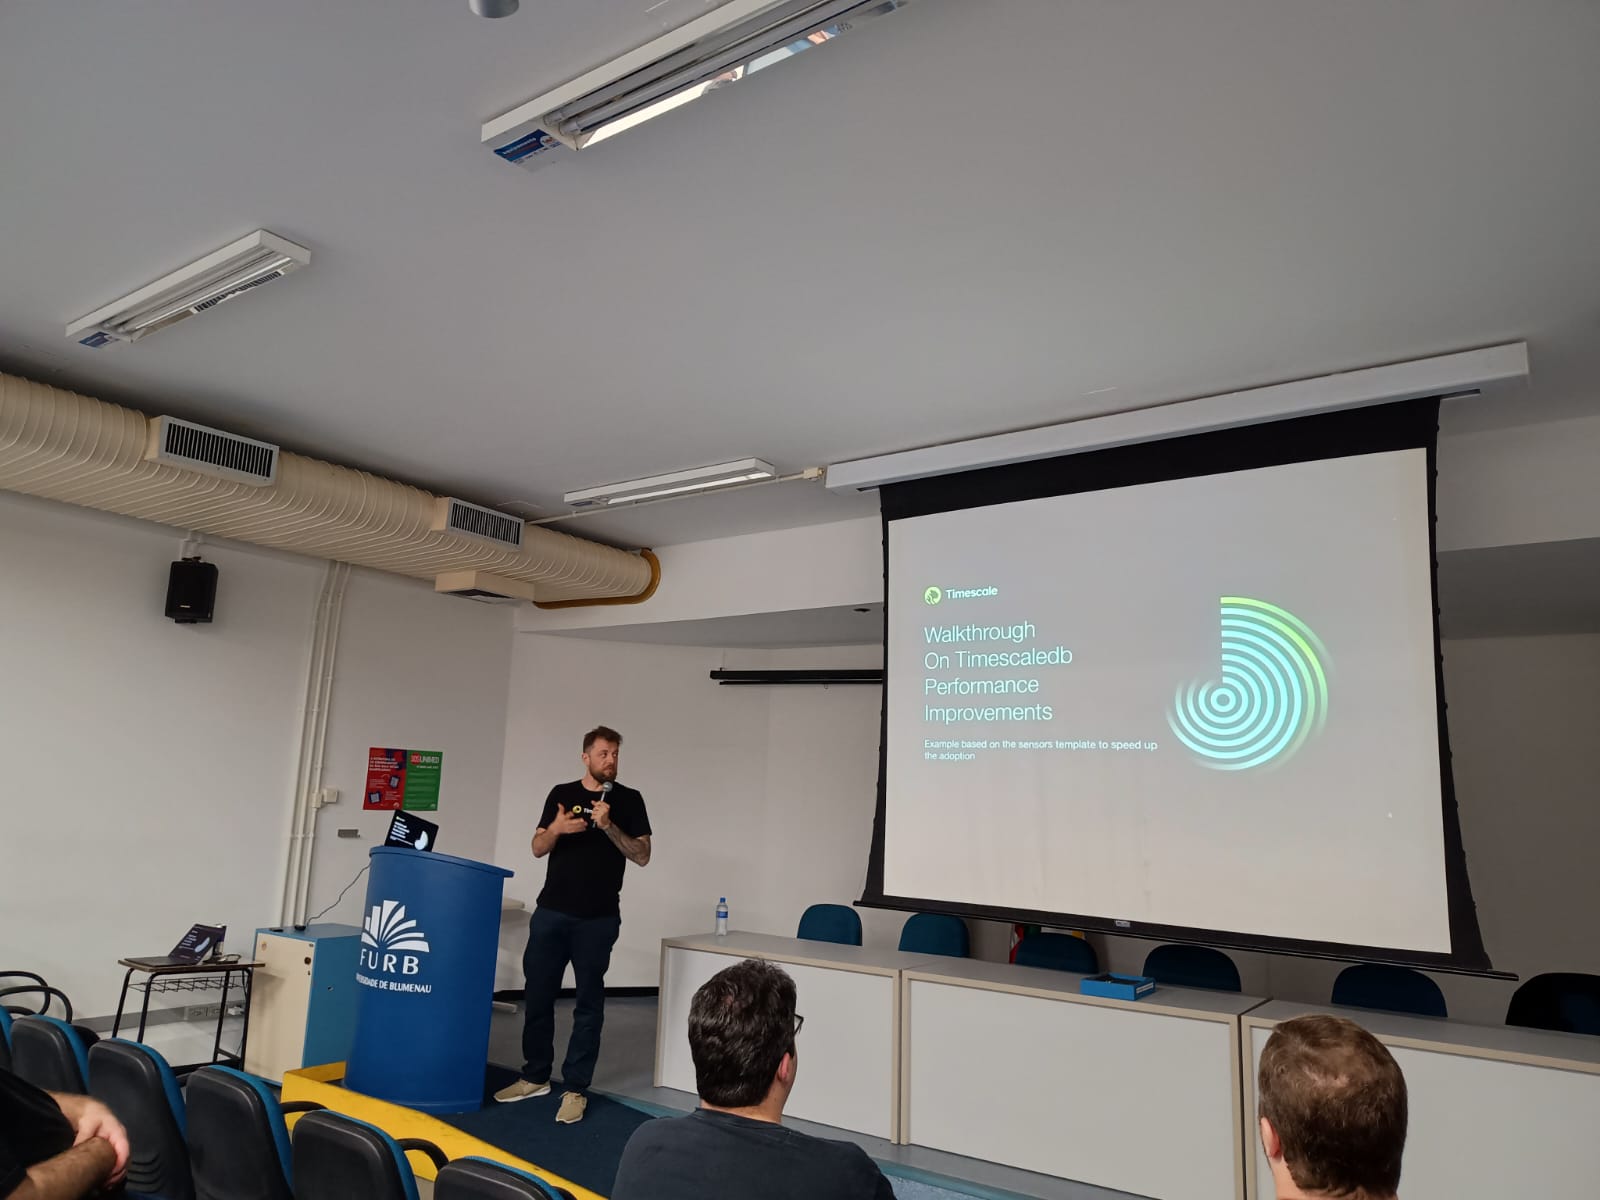 Timescale
Walkthrough
On Timescaledb
Performance
Improvements
Example based on the sensors template to speed up
the adoption
FURB
DE BLUMENAU
UNIMED